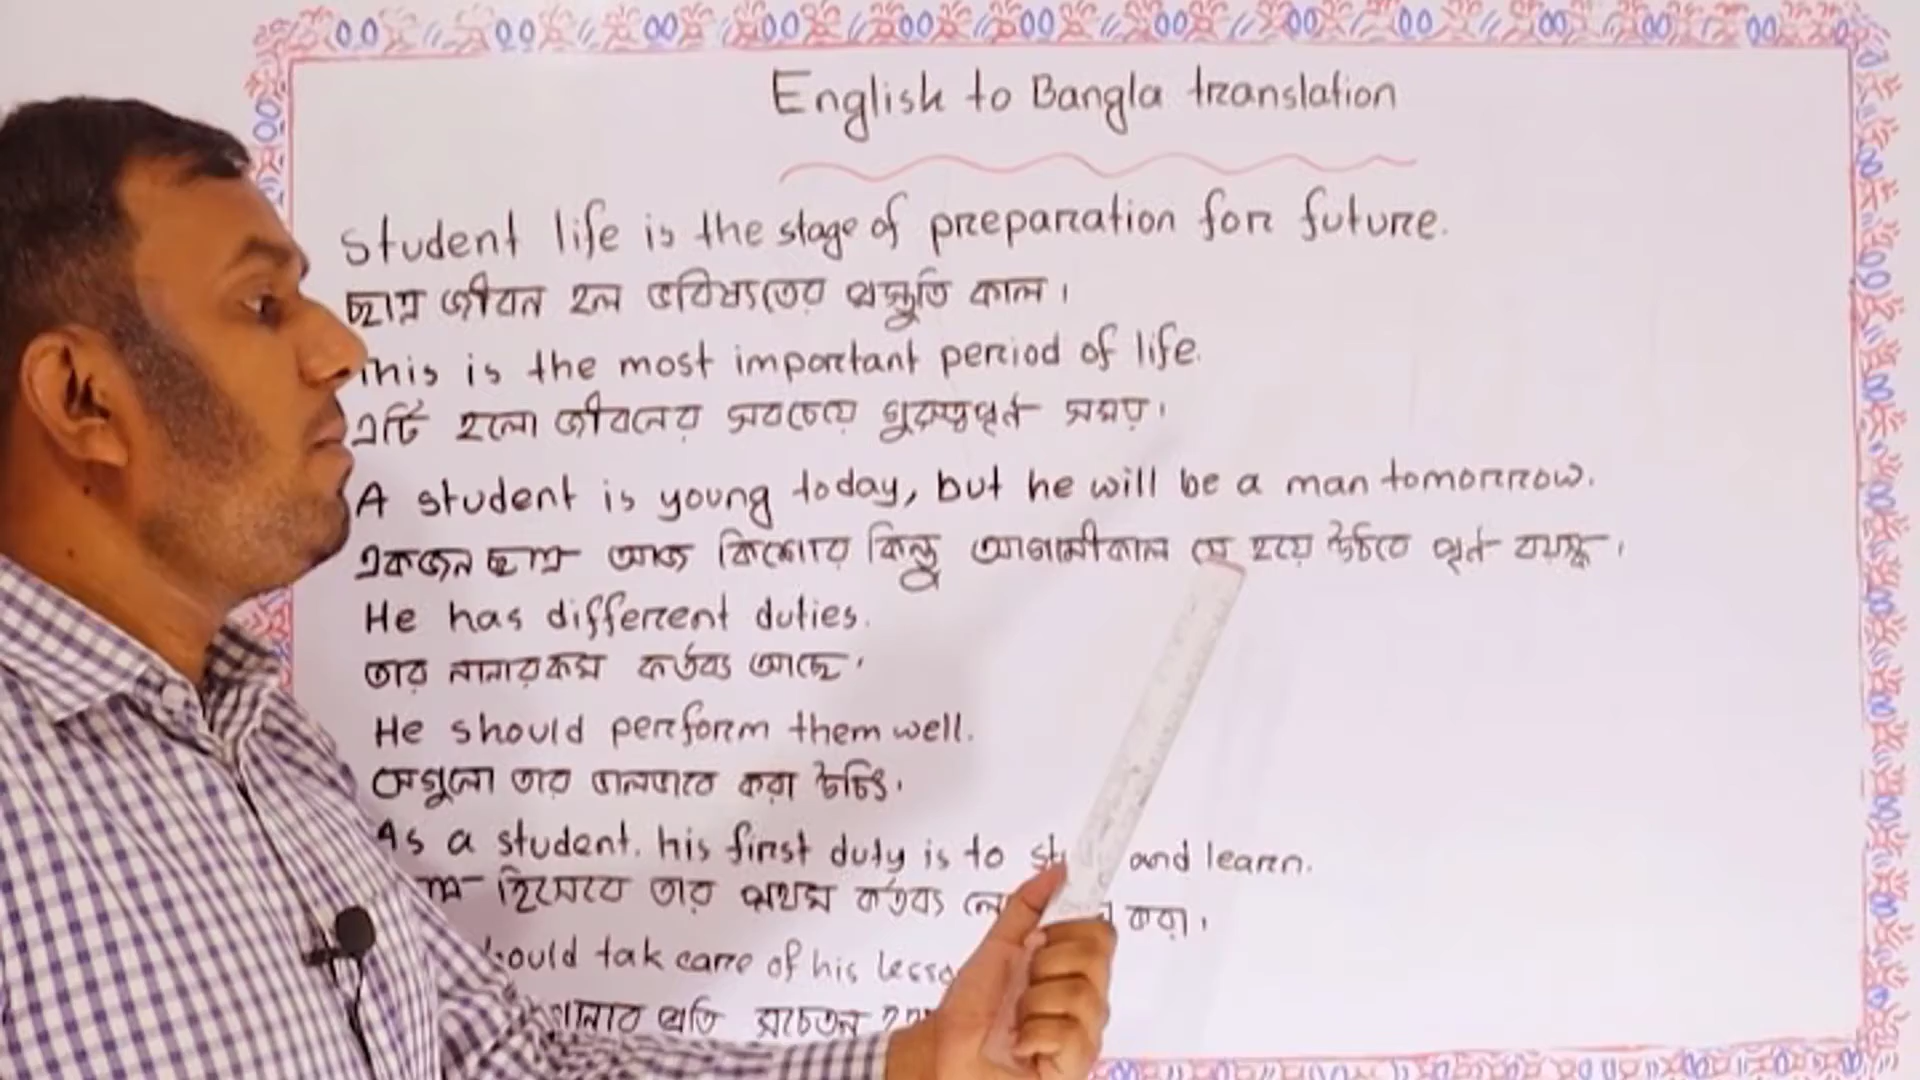 English to Bangla translation
Student life is the stage of preparation for future.
ছাত্র জীবন হল ভবিষ্যতের প্রস্তুতি কাল।
This is the most important period of life.
এটি হলো জীবনের সবচেয়ে গুরুত্বপূর্ন সময়।
A student is young today, but he will be a man tomorrow.
একজন ছাত্র আজ কিশোর কিন্তু আগামীকাল সে হয়ে উঠবে পূর্ন বয়স্ক।
He has different duties.
তার নানারকম কর্তব্য আছে।
He should perform them well.
সেগুলো তার ভালভাবে করা উচিৎ।
As a student, his first duty is to and learn.
হিসেবে তার প্রথম কর্তব্য করা।
tak care of his
প্রতি সচেতন